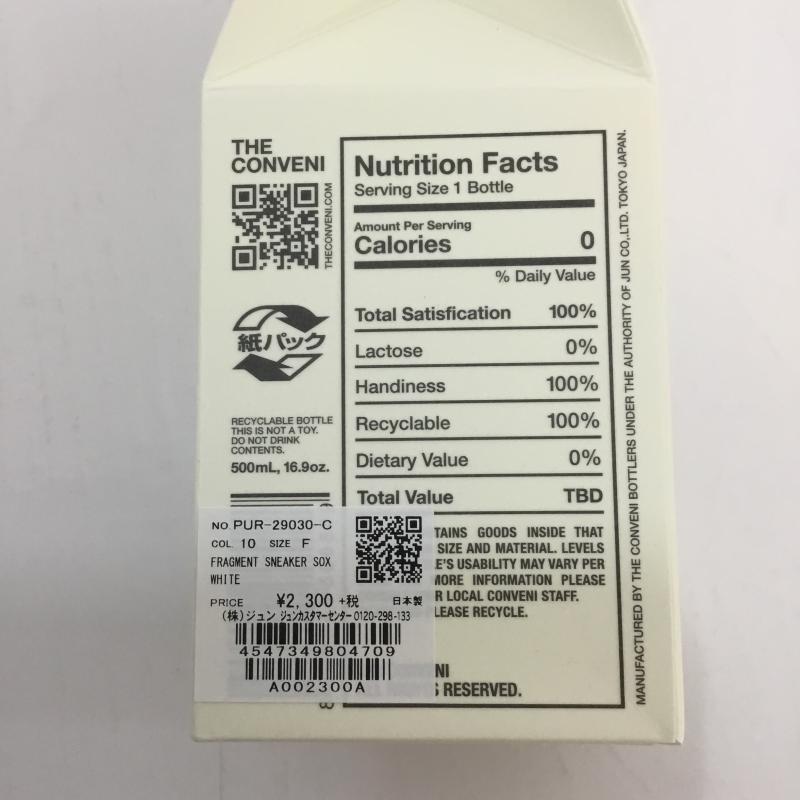 THE
CONVENI
THECONVENI.COM
紙パック
RECYCLABLE BOTTLE
THIS IS NOT A TOY.
DO NOT DRINK
CONTENTS.
500mL, 16.9oz.
Nutrition Facts
Serving Size 1 Bottle
Amount Per Serving
Calories 0
% Daily Value
Total Satisfication 100%
Lactose 0%
Handiness 100%
Recyclable 100%
Dietary Value 0%
Total Value TBD
TAINS GOODS INSIDE THAT
SIZE AND MATERIAL. LEVELS
E'S USABILITY MAY VARY PER
MORE INFORMATION PLEASE
R LOCAL CONVENI STAFF.
LEASE RECYCLE.
NI
RESERVED.
MANUFACTURED BY THE CONVENI BOTTLERS UNDER THE AUTHORITY OF JUN CO.,LTD. TOKYO JAPAN.
NO PUR-29030-C
COL 10 SIZE F
FRAGMENT SNEAKER SOX
WHITE
PRICE ¥2,300 +税 日本製
(株)ジュン ジュンカスタマーセンター 0120-298-133
4547349804709
A002300A